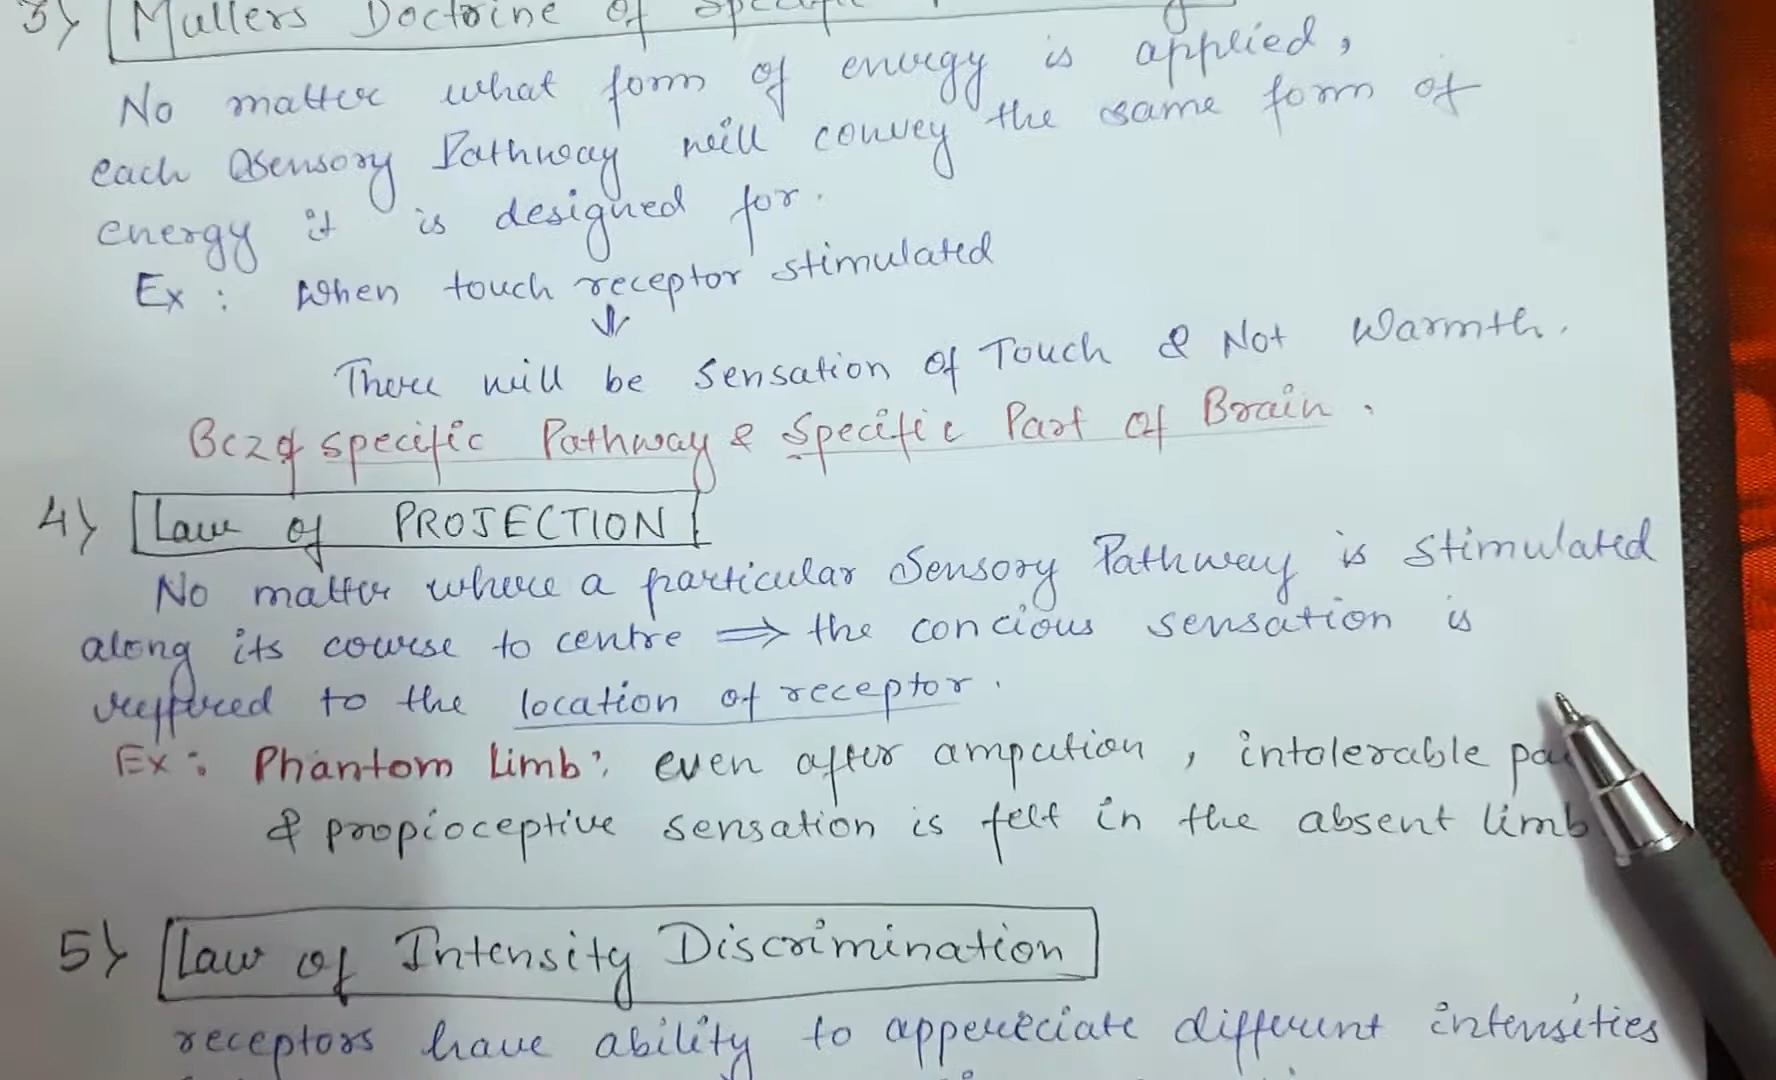 3) Mullers Doctrine of Specific
No matter what form of energy is applied,
each sensory Pathway will convey the same form of
energy it is designed for.
Ex : When touch receptor stimulated
↓
There will be sensation of Touch & Not Warmth.
Bcz of specific Pathway & Specific Part of Brain.
4) Law of PROJECTION
No matter where a particular Sensory Pathway is stimulated
along its course to centre ⇒ the concious sensation is
reffered to the location of receptor.
Ex: Phantom Limb: even after ampution, intolerable
& propioceptive sensation is felt in the absent limb
5) Law of Intensity Discrimination
receptors have ability to appereciate different intensities